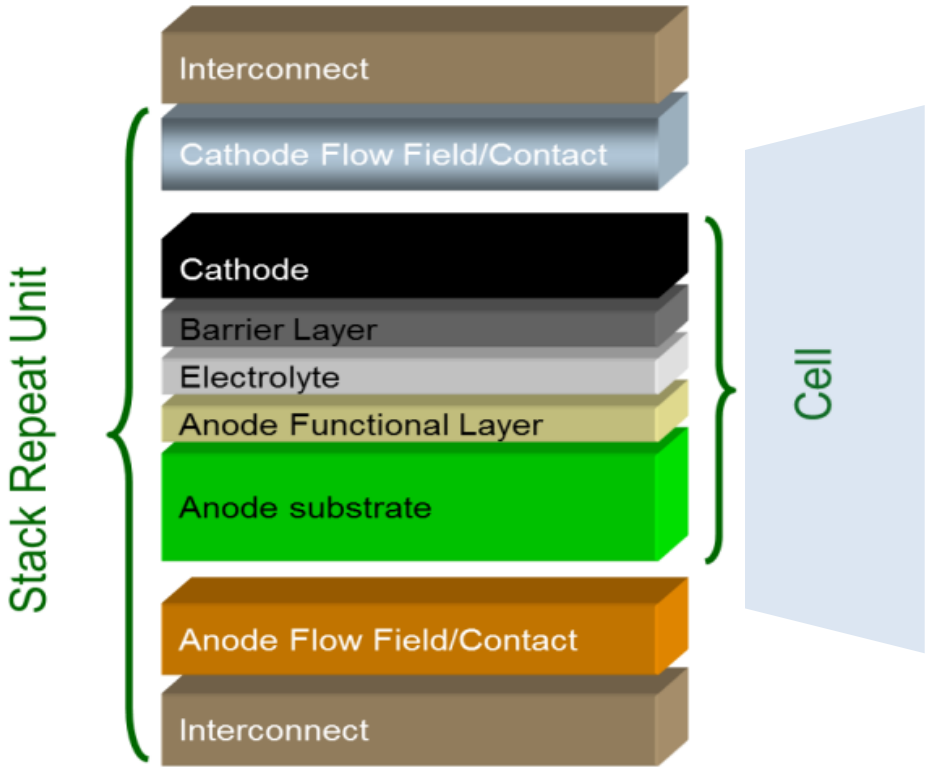 Interconnect
Cathode Flow Field/Contact
Cathode
Barrier Layer
Electrolyte
Anode Functional Layer
Anode substrate
Anode Flow Field/Contact
Interconnect
Stack Repeat Unit
Cell